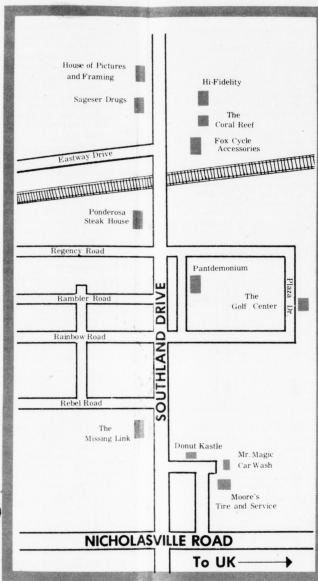 House of Pictures
and Framing
Hi-Fidelity
Sageser Drugs
The
Coral Reef
Fox Cycle
Accessories
Eastway Drive
Ponderosa
Steak House
Regency Road
Pantdemonium
Plaza Dr.
Rambler Road
The
Golf Center
SOUTHLAND DRIVE
Rainbow Road
Rebel Road
The
Missing Link
Donut Kastle
Mr. Magic
Car Wash
Moore's
Tire and Service
NICHOLASVILLE ROAD
To UK